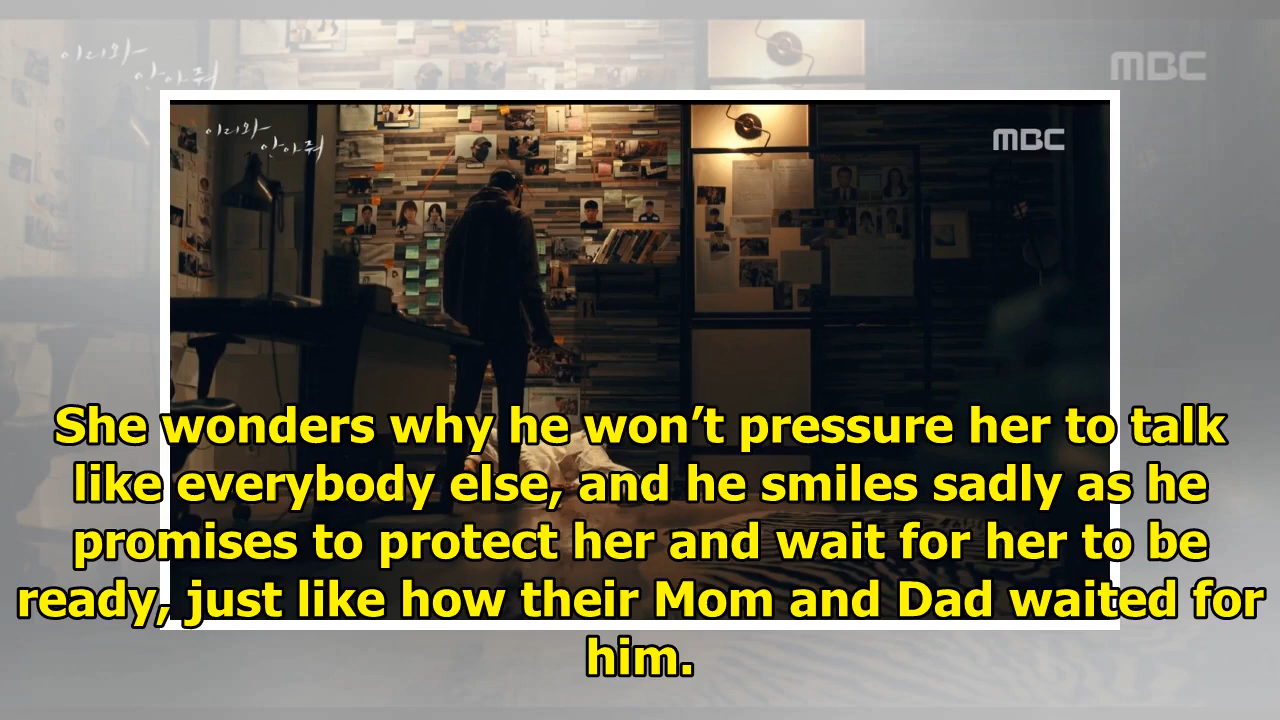 이리와
안아줘
MBC
이리와
안아줘
MBC
She wonders why he won’t pressure her to talk
like everybody else, and he smiles sadly as he
promises to protect her and wait for her to be
ready, just like how their Mom and Dad waited for
him.